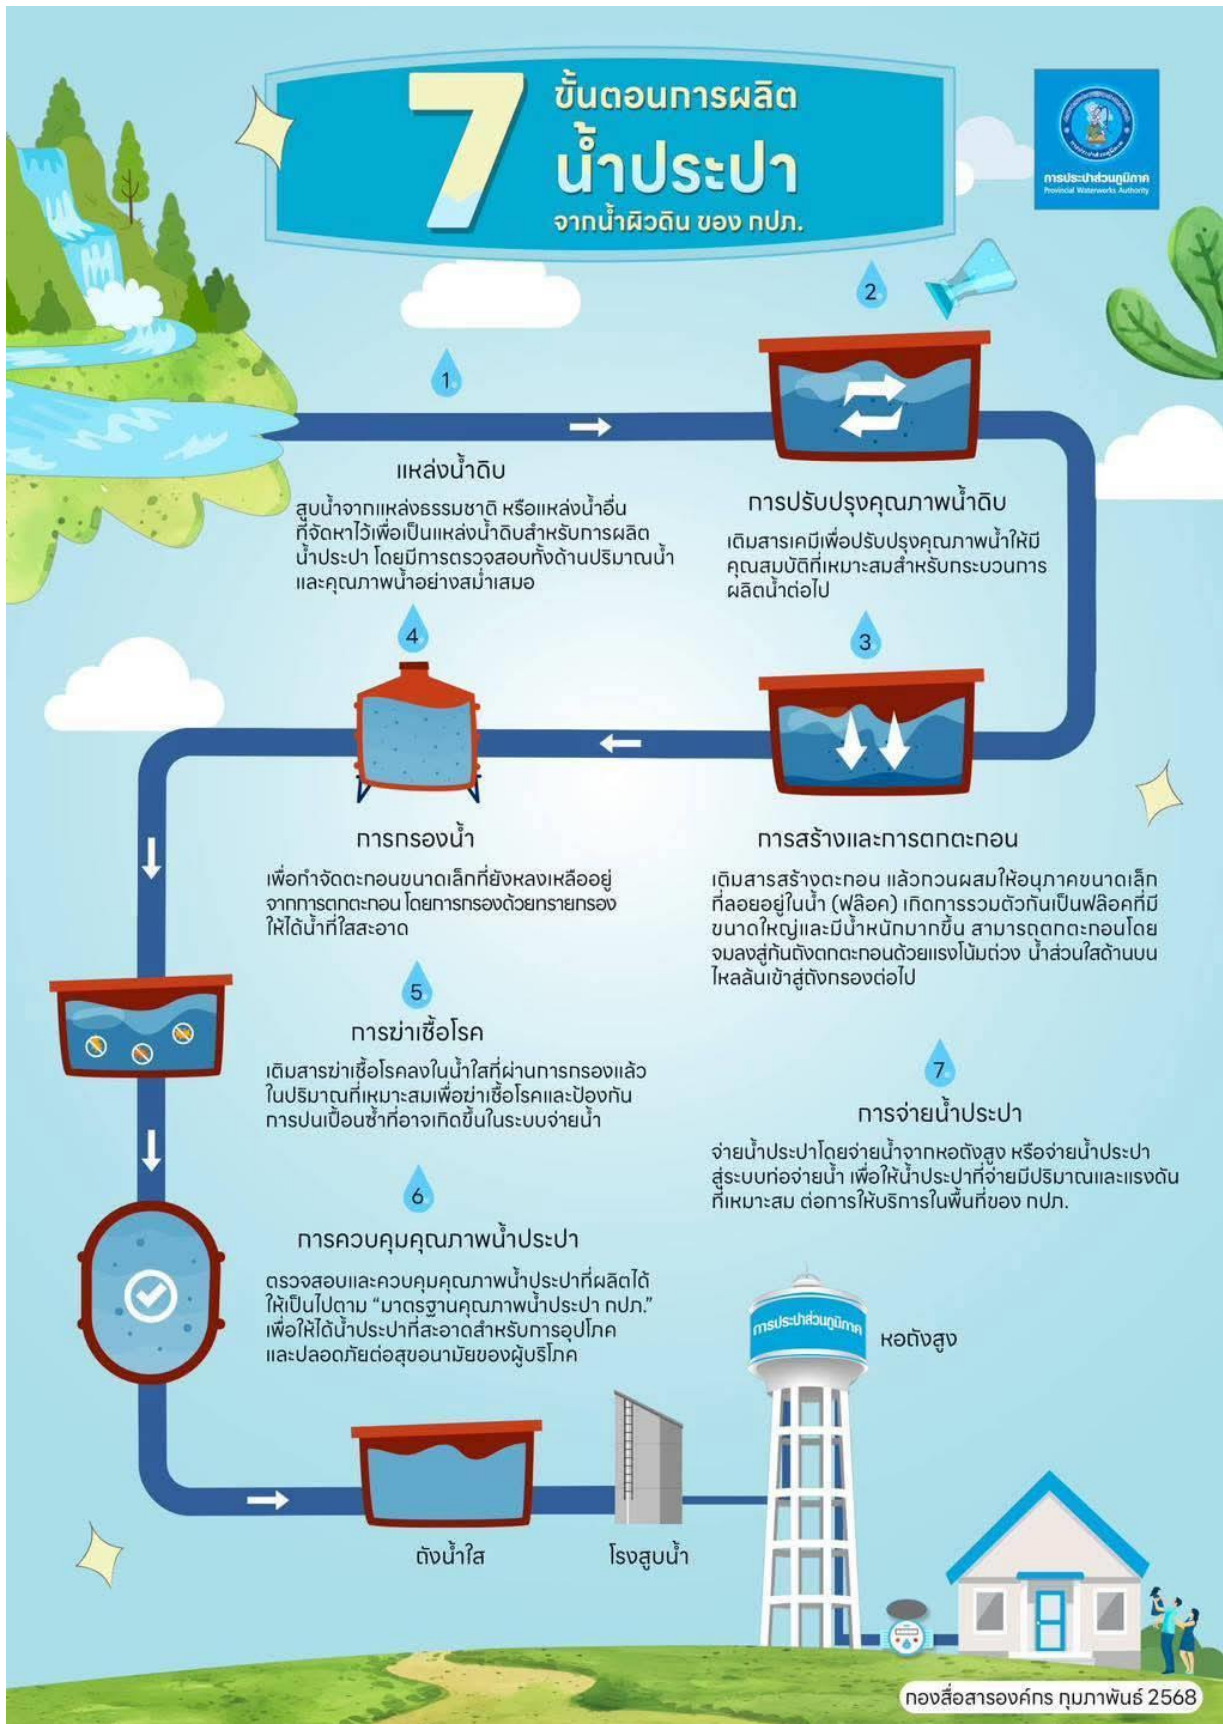 7
ขั้นตอนการผลิต
น้ำประปา
จากน้ำผิวดิน ของ กปภ.
การประปาส่วนภูมิภาค
Provincial Waterworks Authority
1.
แหล่งน้ำดิบ
สูบน้ำจากแหล่งธรรมชาติ หรือแหล่งน้ำอื่น
ที่จัดหาไว้เพื่อเป็นแหล่งน้ำดิบสำหรับการผลิต
น้ำประปา โดยมีการตรวจสอบทั้งด้านปริมาณน้ำ
และคุณภาพน้ำอย่างสม่ำเสมอ
2.
การปรับปรุงคุณภาพน้ำดิบ
เติมสารเคมีเพื่อปรับปรุงคุณภาพน้ำให้มี
คุณสมบัติที่เหมาะสมสำหรับกระบวนการ
ผลิตน้ำต่อไป
3.
การสร้างและการตกตะกอน
เติมสารสร้างตะกอน แล้วกวนผสมให้อนุภาคขนาดเล็ก
ที่ลอยอยู่ในน้ำ (ฟล๊อค) เกิดการรวมตัวกันเป็นฟล๊อคที่มี
ขนาดใหญ่และมีน้ำหนักมากขึ้น สามารถตกตะกอนโดย
จมลงสู่ก้นถังตกตะกอนด้วยแรงโน้มถ่วง น้ำส่วนใสด้านบน
ไหลล้นเข้าสู่ถังกรองต่อไป
4.
การกรองน้ำ
เพื่อกำจัดตะกอนขนาดเล็กที่ยังหลงเหลืออยู่
จากการตกตะกอน โดยการกรองด้วยทรายกรอง
ให้ได้น้ำที่ใสสะอาด
5.
การฆ่าเชื้อโรค
เติมสารฆ่าเชื้อโรคลงในน้ำใสที่ผ่านการกรองแล้ว
ในปริมาณที่เหมาะสมเพื่อฆ่าเชื้อโรคและป้องกัน
การปนเปื้อนซ้ำที่อาจเกิดขึ้นในระบบจ่ายน้ำ
6.
การควบคุมคุณภาพน้ำประปา
ตรวจสอบและควบคุมคุณภาพน้ำประปาที่ผลิตได้
ให้เป็นไปตาม “มาตรฐานคุณภาพน้ำประปา กปภ.”
เพื่อให้ได้น้ำประปาที่สะอาดสำหรับการอุปโภค
และปลอดภัยต่อสุขอนามัยของผู้บริโภค
7.
การจ่ายน้ำประปา
จ่ายน้ำประปาโดยจ่ายน้ำจากหอถังสูง หรือจ่ายน้ำประปา
สู่ระบบท่อจ่ายน้ำ เพื่อให้น้ำประปาที่จ่ายมีปริมาณและแรงดัน
ที่เหมาะสม ต่อการให้บริการในพื้นที่ของ กปภ.
การประปาส่วนภูมิภาค
หอถังสูง
ถังน้ำใส
โรงสูบน้ำ
กองสื่อสารองค์กร กุมภาพันธ์ 2568